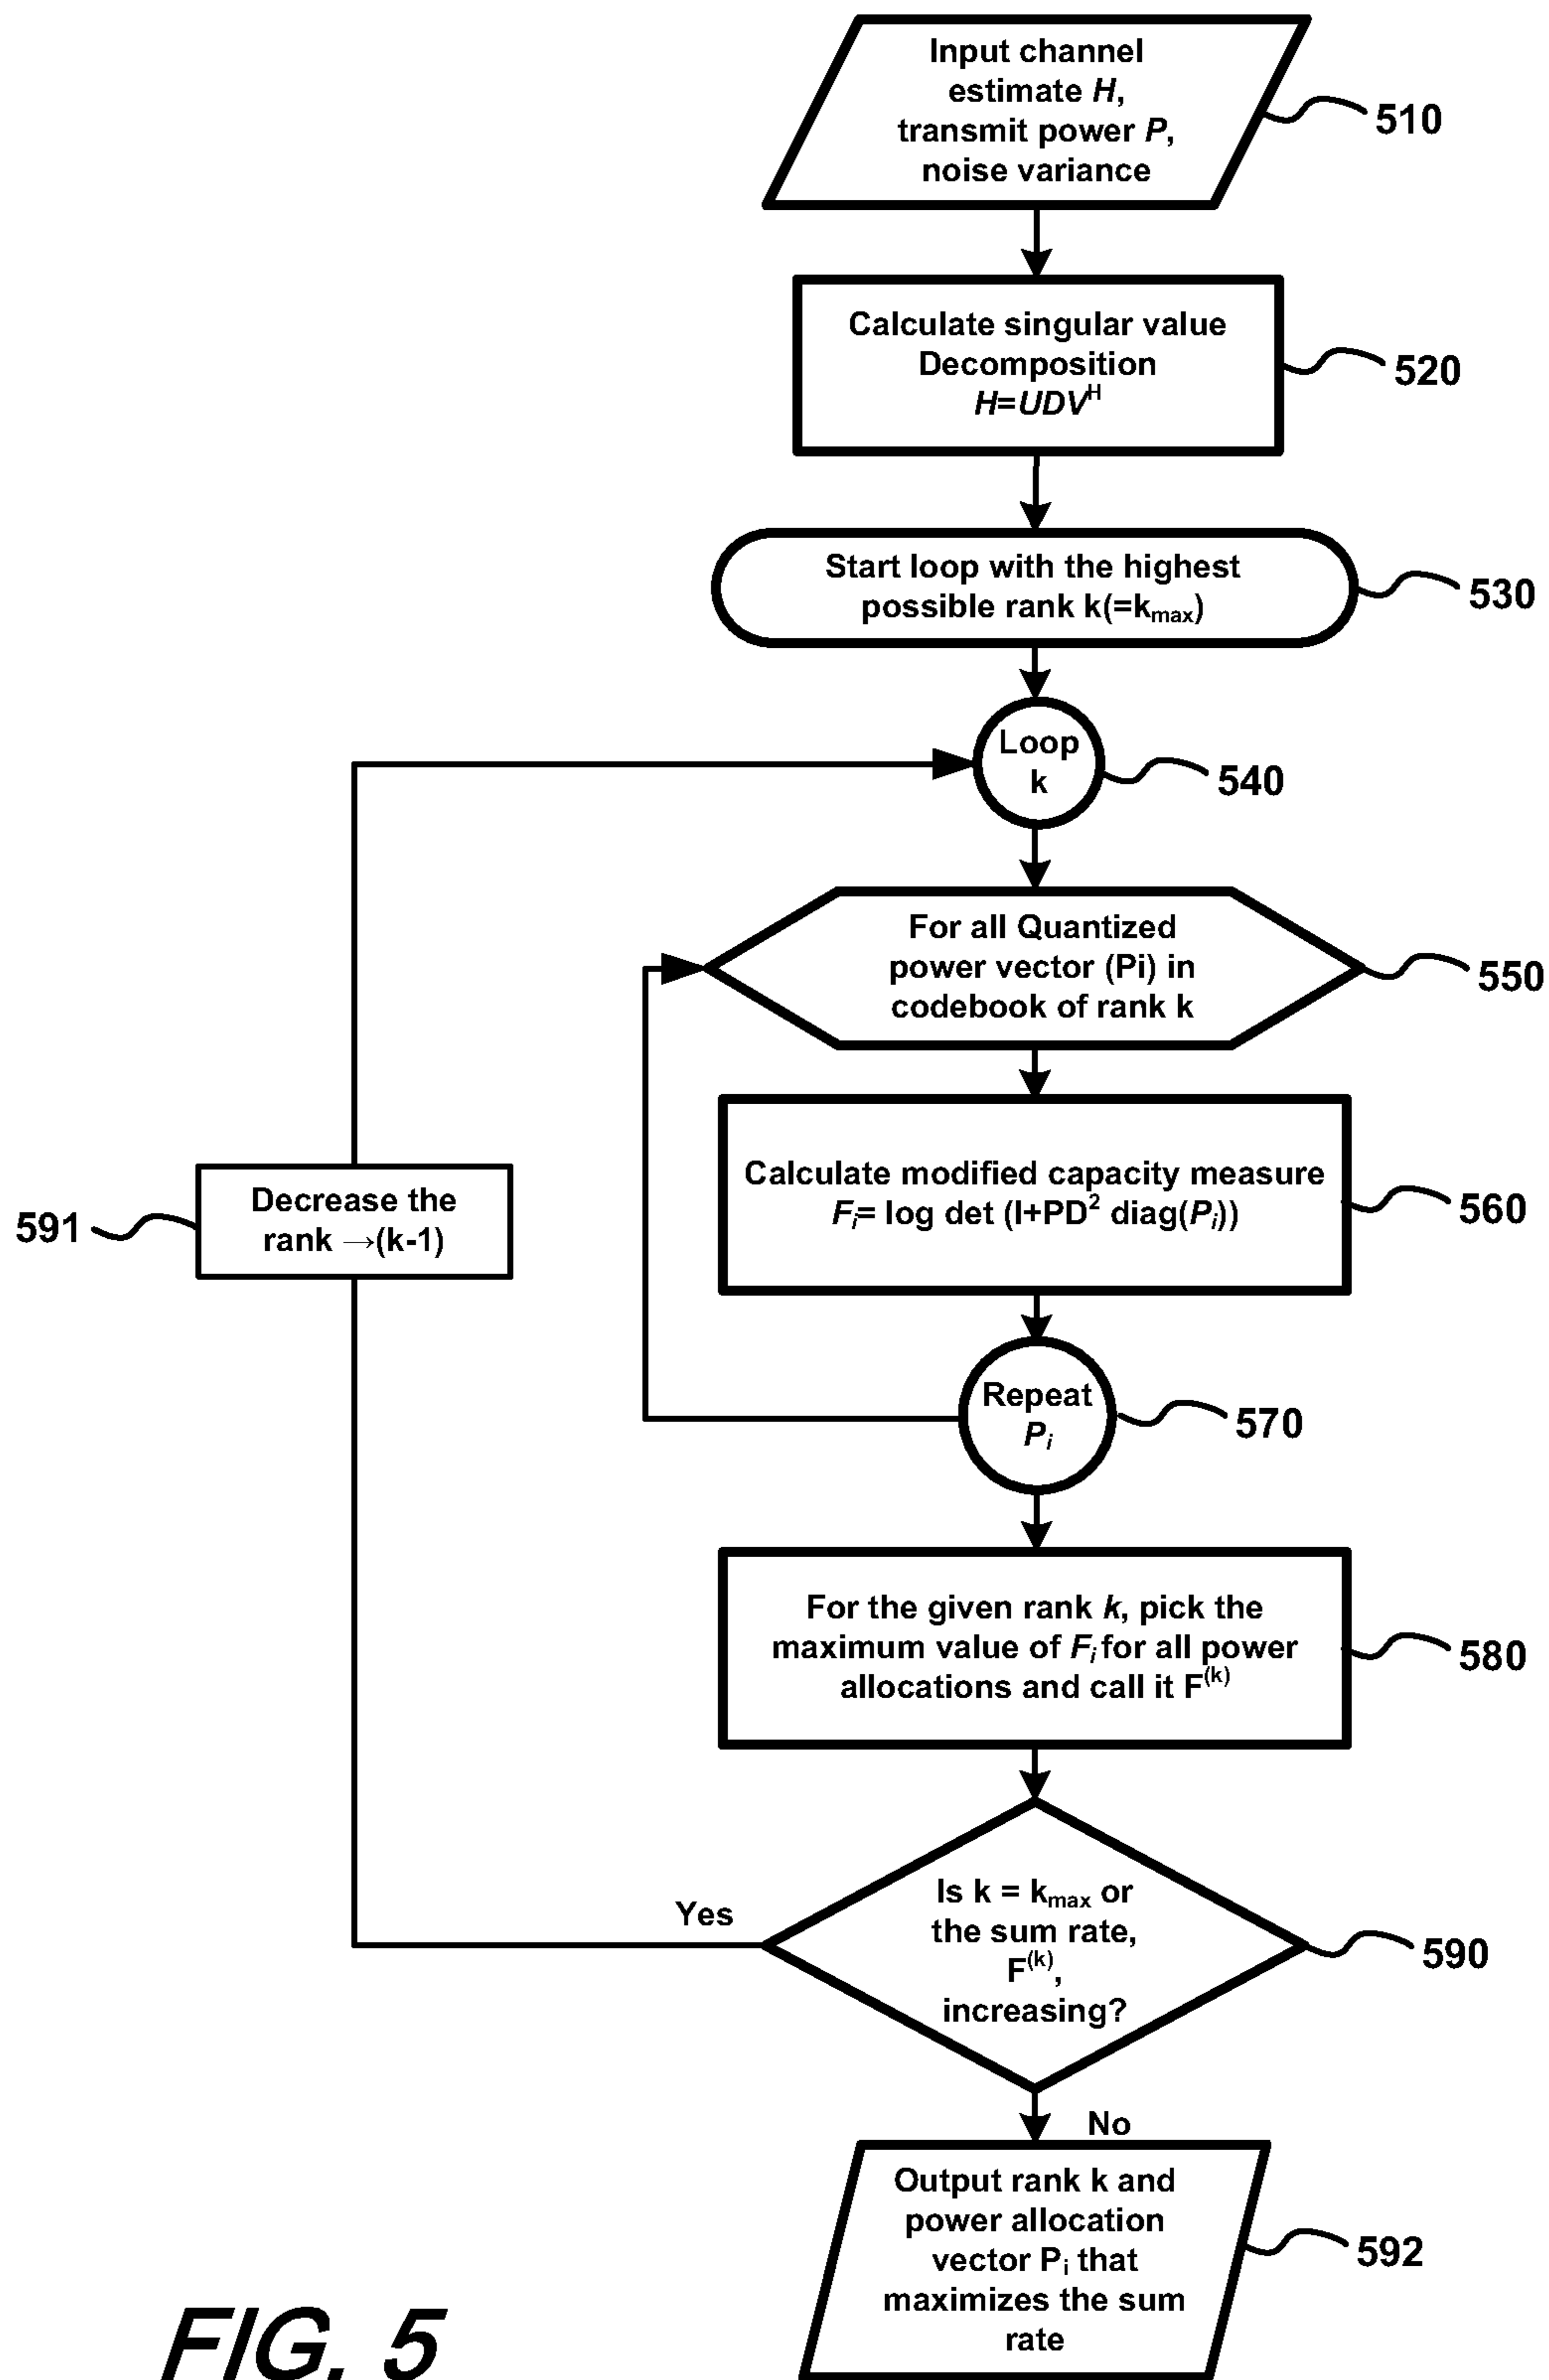 Input channel
estimate H,
transmit power P,
noise variance
510
Calculate singular value
Decomposition
H=UDVᴴ
520
Start loop with the highest
possible rank k(=kmax)
530
Loop
k
540
For all Quantized
power vector (Pi) in
codebook of rank k
550
Calculate modified capacity measure
Fi= log det (I+PD² diag(Pi))
560
Decrease the
rank →(k-1)
591
Repeat
Pi
570
For the given rank k, pick the
maximum value of Fi for all power
allocations and call it F⁽ᵏ⁾
580
Is k = kmax or
the sum rate,
F⁽ᵏ⁾,
increasing?
590
Yes
No
Output rank k and
power allocation
vector Pi that
maximizes the sum
rate
592
FIG. 5